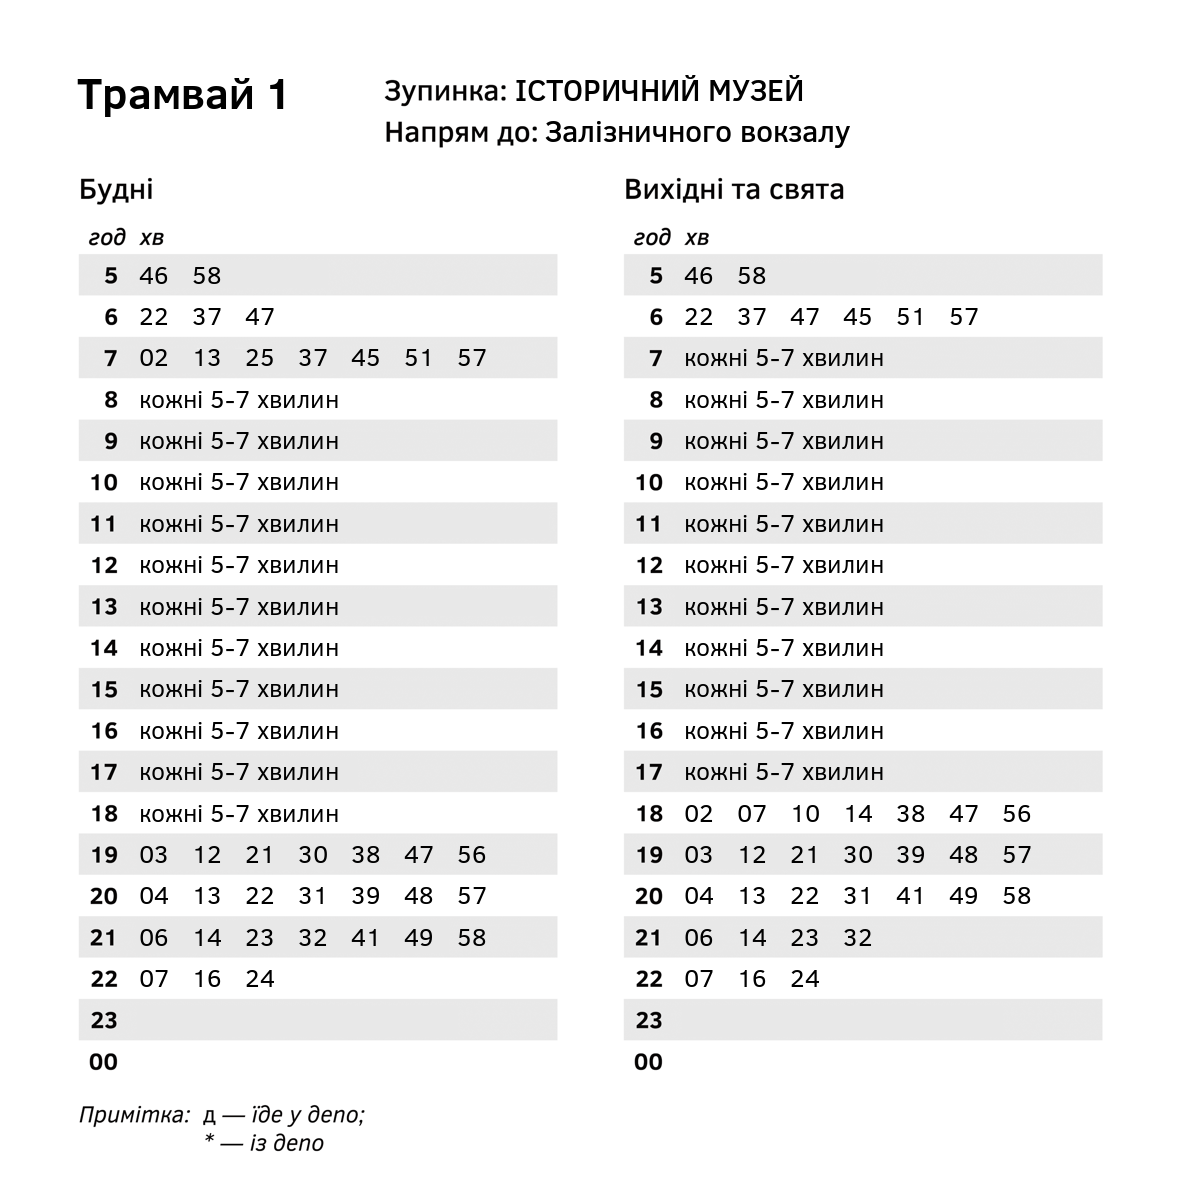 Трамвай 1
Зупинка: ІСТОРИЧНИЙ МУЗЕЙ
Напрям до: Залізничного вокзалу
Будні
год хв
5 46 58
6 22 37 47
7 02 13 25 37 45 51 57
8 кожні 5-7 хвилин
9 кожні 5-7 хвилин
10 кожні 5-7 хвилин
11 кожні 5-7 хвилин
12 кожні 5-7 хвилин
13 кожні 5-7 хвилин
14 кожні 5-7 хвилин
15 кожні 5-7 хвилин
16 кожні 5-7 хвилин
17 кожні 5-7 хвилин
18 кожні 5-7 хвилин
19 03 12 21 30 38 47 56
20 04 13 22 31 39 48 57
21 06 14 23 32 41 49 58
22 07 16 24
23
00
Вихідні та свята
год хв
5 46 58
6 22 37 47 45 51 57
7 кожні 5-7 хвилин
8 кожні 5-7 хвилин
9 кожні 5-7 хвилин
10 кожні 5-7 хвилин
11 кожні 5-7 хвилин
12 кожні 5-7 хвилин
13 кожні 5-7 хвилин
14 кожні 5-7 хвилин
15 кожні 5-7 хвилин
16 кожні 5-7 хвилин
17 кожні 5-7 хвилин
18 02 07 10 14 38 47 56
19 03 12 21 30 39 48 57
20 04 13 22 31 41 49 58
21 06 14 23 32
22 07 16 24
23
00
Примітка: д — їде у депо;
* — із депо